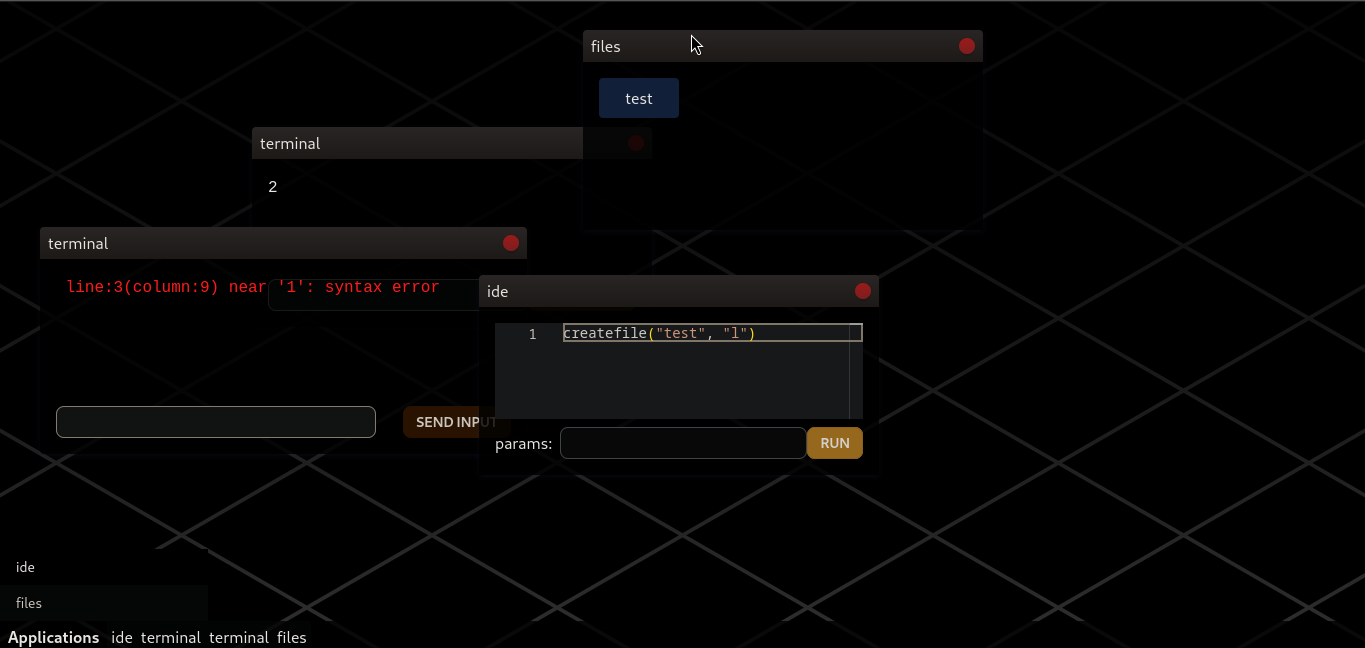 files
test
terminal
2
terminal
line:3(column:9) near '1': syntax error
ide
1 createfile("test", "l")
SEND INPUT
params: RUN
ide
files
Applications ide terminal terminal files